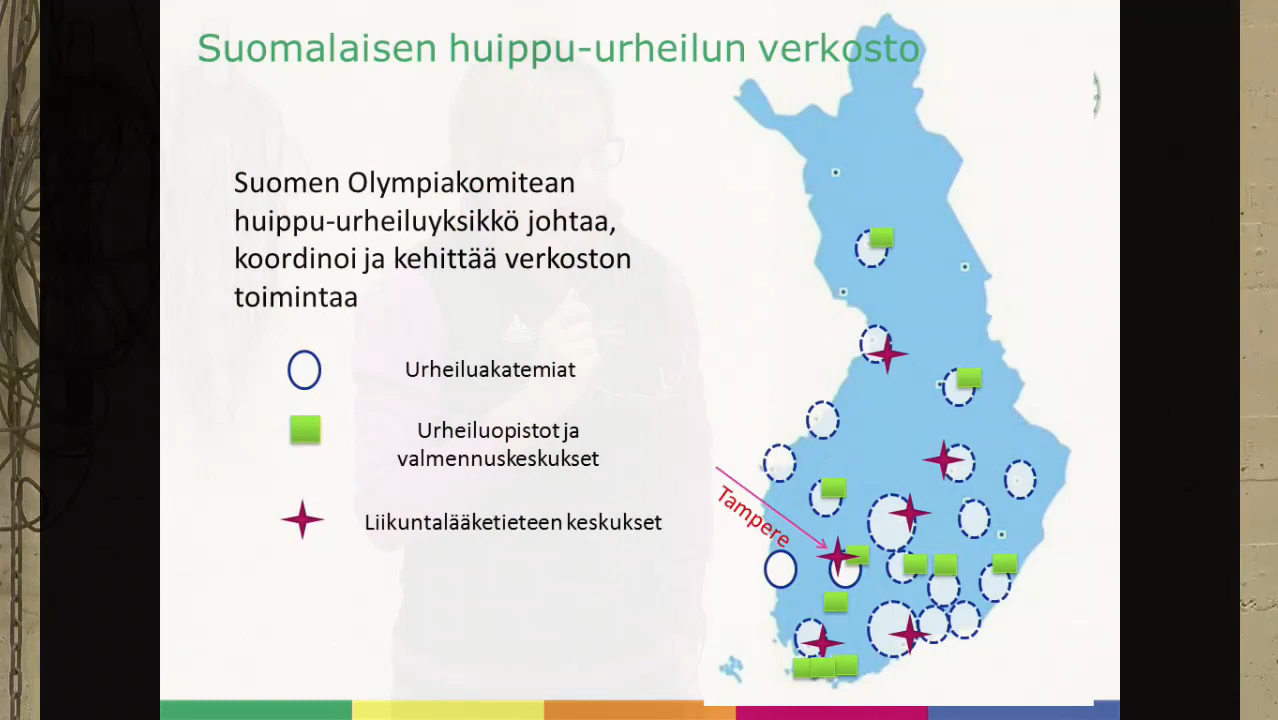 Suomalaisen huippu-urheilun verkosto
Suomen Olympiakomitean
huippu-urheiluyksikkö johtaa,
koordinoi ja kehittää verkoston
toimintaa
Urheiluakatemiat
Urheiluopistot ja
valmennuskeskukset
Liikuntalääketieteen keskukset
Tampere